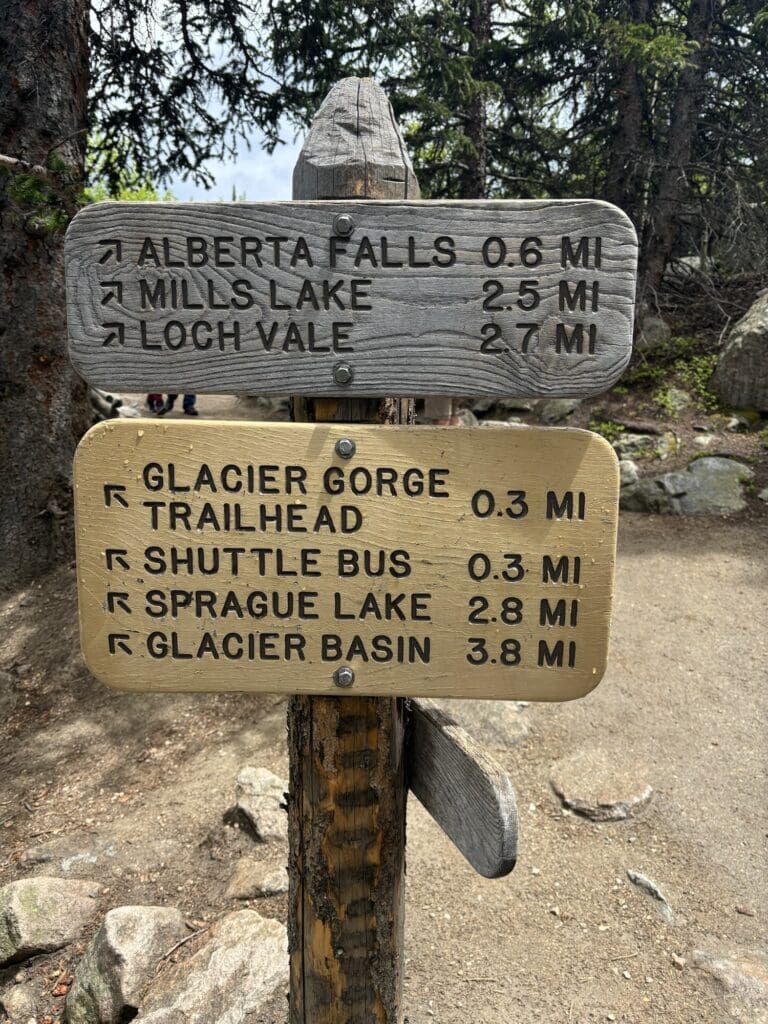 ↗ ALBERTA FALLS 0.6 MI
↗ MILLS LAKE 2.5 MI
↗ LOCH VALE 2.7 MI
↖ GLACIER GORGE
TRAILHEAD 0.3 MI
↖ SHUTTLE BUS 0.3 MI
↖ SPRAGUE LAKE 2.8 MI
↖ GLACIER BASIN 3.8 MI